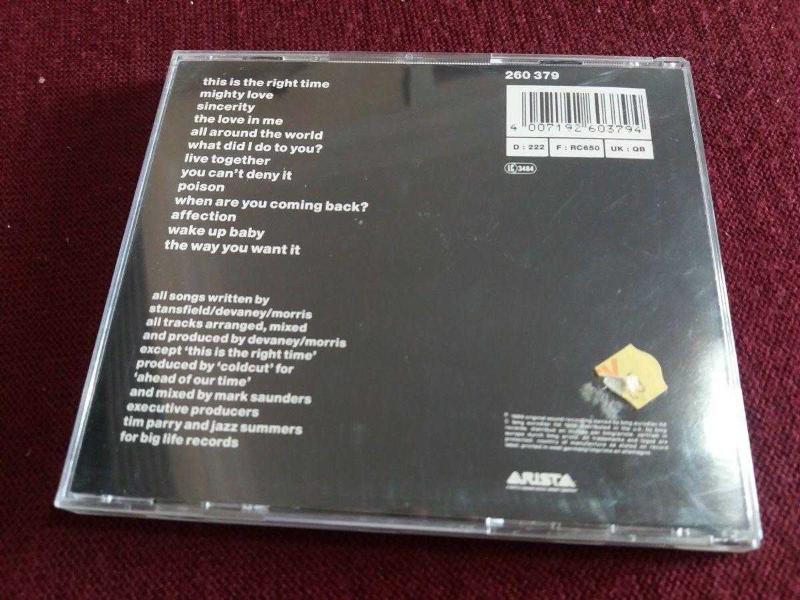 this is the right time
mighty love
sincerity
the love in me
all around the world
what did I do to you?
live together
you can't deny it
poison
when are you coming back?
affection
wake up baby
the way you want it
all songs written by
stansfield/devaney/morris
all tracks arranged, mixed
and produced by devaney/morris
except 'this is the right time'
produced by 'coldcut' for
'ahead of our time'
and mixed by mark saunders
executive producers
tim parry and jazz summers
for big life records
260 379
4 007192 603794
D : 222 F : RC650 UK : QB
LC 3484
ARISTA